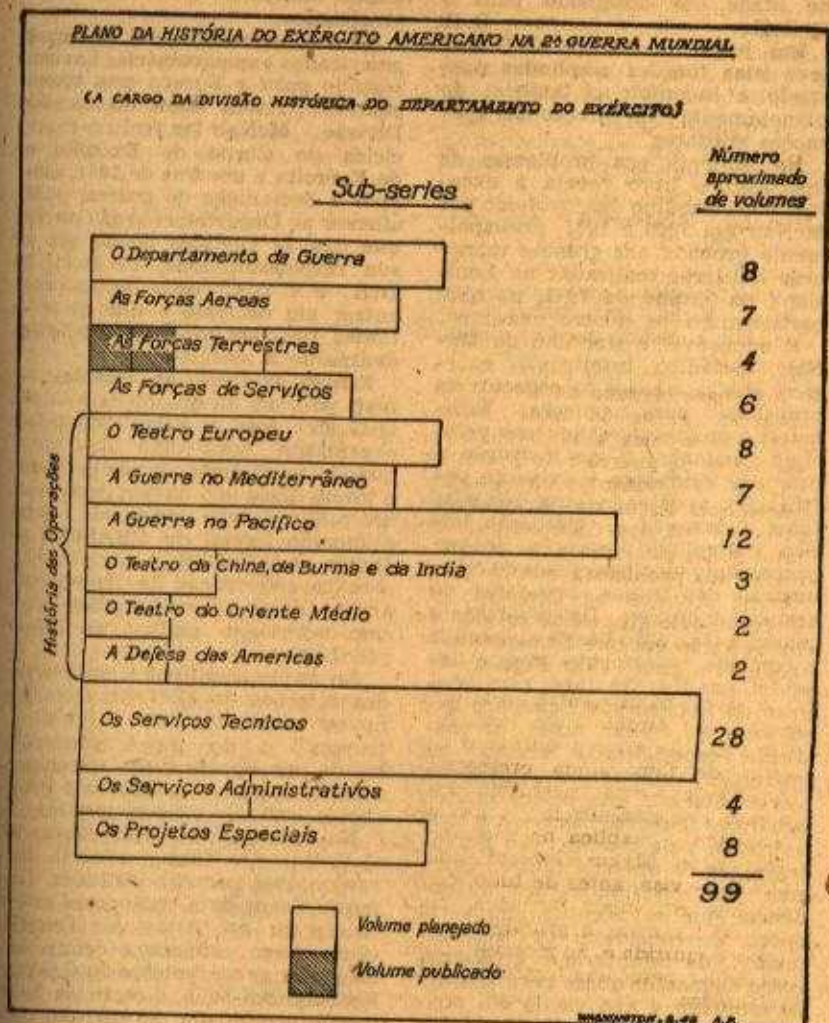 PLANO DA HISTÓRIA DO EXÉRCITO AMERICANO NA 2ª GUERRA MUNDIAL
(A CARGO DA DIVISÃO HISTÓRICA DO DEPARTAMENTO DO EXÉRCITO)
Sub-series
Número
aproximado
de volumes
O Departamento da Guerra 8
As Forças Aereas 7
As Forças Terrestres 4
As Forças de Serviços 6
História das Operações
O Teatro Europeu 8
A Guerra no Mediterrâneo 7
A Guerra no Pacífico 12
O Teatro da China, da Burma e da India 3
O Teatro do Oriente Médio 2
A Defesa das Americas 2
Os Serviços Tecnicos 28
Os Serviços Administrativos 4
Os Projetos Especiais 8
99
Volume planejado
Volume publicado
WASHINGTON